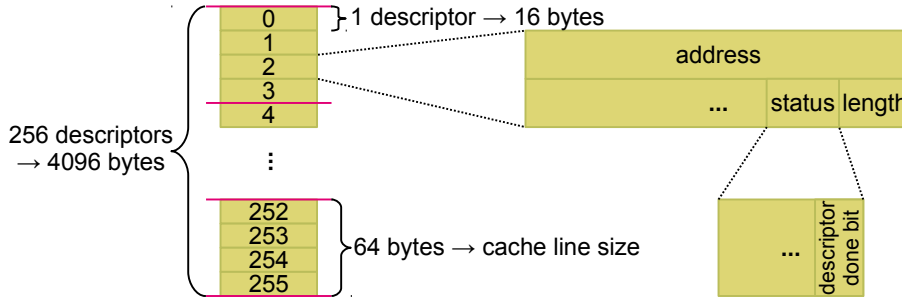 0
1 descriptor → 16 bytes
1
2
3
4
address
... status length
256 descriptors
→ 4096 bytes
...
252
253
254
255
64 bytes → cache line size
...
descriptor
done bit